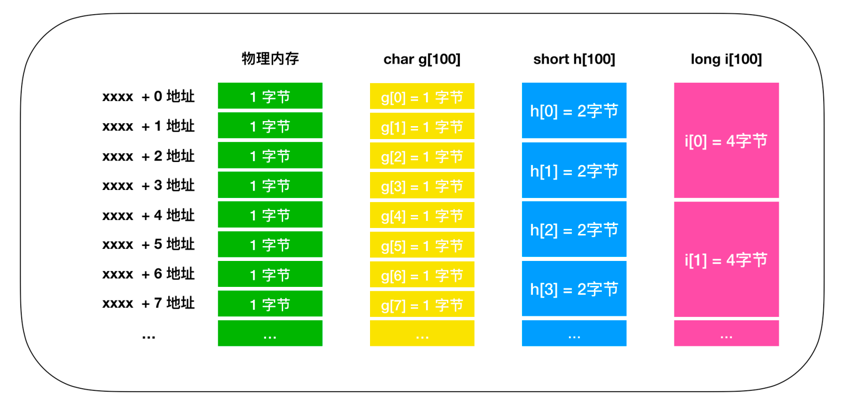 物理内存 char g[100] short h[100] long i[100]
xxxx + 0 地址 1 字节 g[0] = 1 字节 h[0] = 2字节 i[0] = 4字节
xxxx + 1 地址 1 字节 g[1] = 1 字节
xxxx + 2 地址 1 字节 g[2] = 1 字节 h[1] = 2字节
xxxx + 3 地址 1 字节 g[3] = 1 字节
xxxx + 4 地址 1 字节 g[4] = 1 字节 h[2] = 2字节 i[1] = 4字节
xxxx + 5 地址 1 字节 g[5] = 1 字节
xxxx + 6 地址 1 字节 g[6] = 1 字节 h[3] = 2字节
xxxx + 7 地址 1 字节 g[7] = 1 字节
... ... ... ... ...